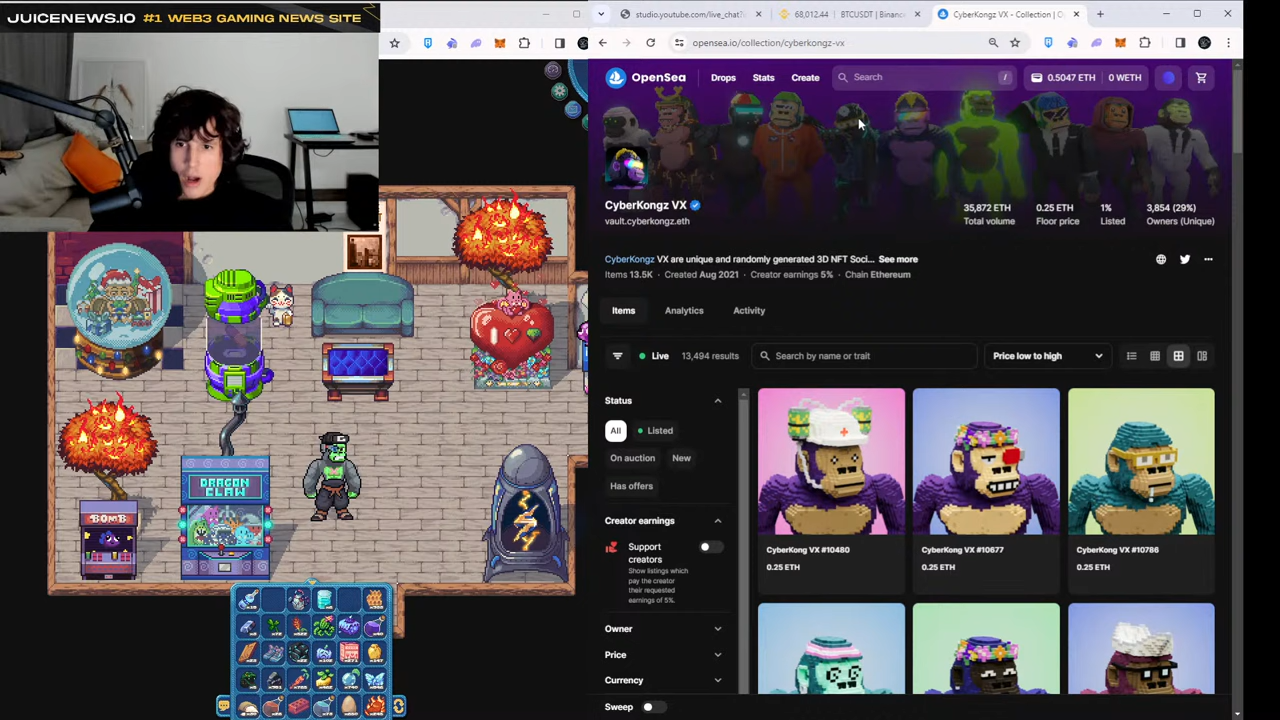 JUICENEWS.IO #1 WEB3 GAMING NEWS SITE
studio.youtube.com/live_chat?
68,012.44 BTCUSDT | Binanc
CyberKongz VX - Collection | O
opensea.io/collection/cyberkongz-vx
OpenSea
Drops
Stats
Create
Search
/
0.5047 ETH
0 WETH
CyberKongz VX
vault.cyberkongz.eth
35,872 ETH
Total volume
0.25 ETH
Floor price
1%
Listed
3,854 (29%)
Owners (Unique)
CyberKongz VX are unique and randomly generated 3D NFT Soci... See more
Items 13.5K · Created Aug 2021 · Creator earnings 5% · Chain Ethereum
Items
Analytics
Activity
Live
13,494 results
Search by name or trait
Price low to high
Status
All
Listed
On auction
New
Has offers
Creator earnings
Support
creators
Show listings which
pay the creator
their requested
earnings of 5%.
Owner
Price
Currency
Sweep
CyberKong VX #10480
0.25 ETH
CyberKong VX #10677
0.25 ETH
CyberKong VX #10786
0.25 ETH
DRAGON
CLAW
BOMB